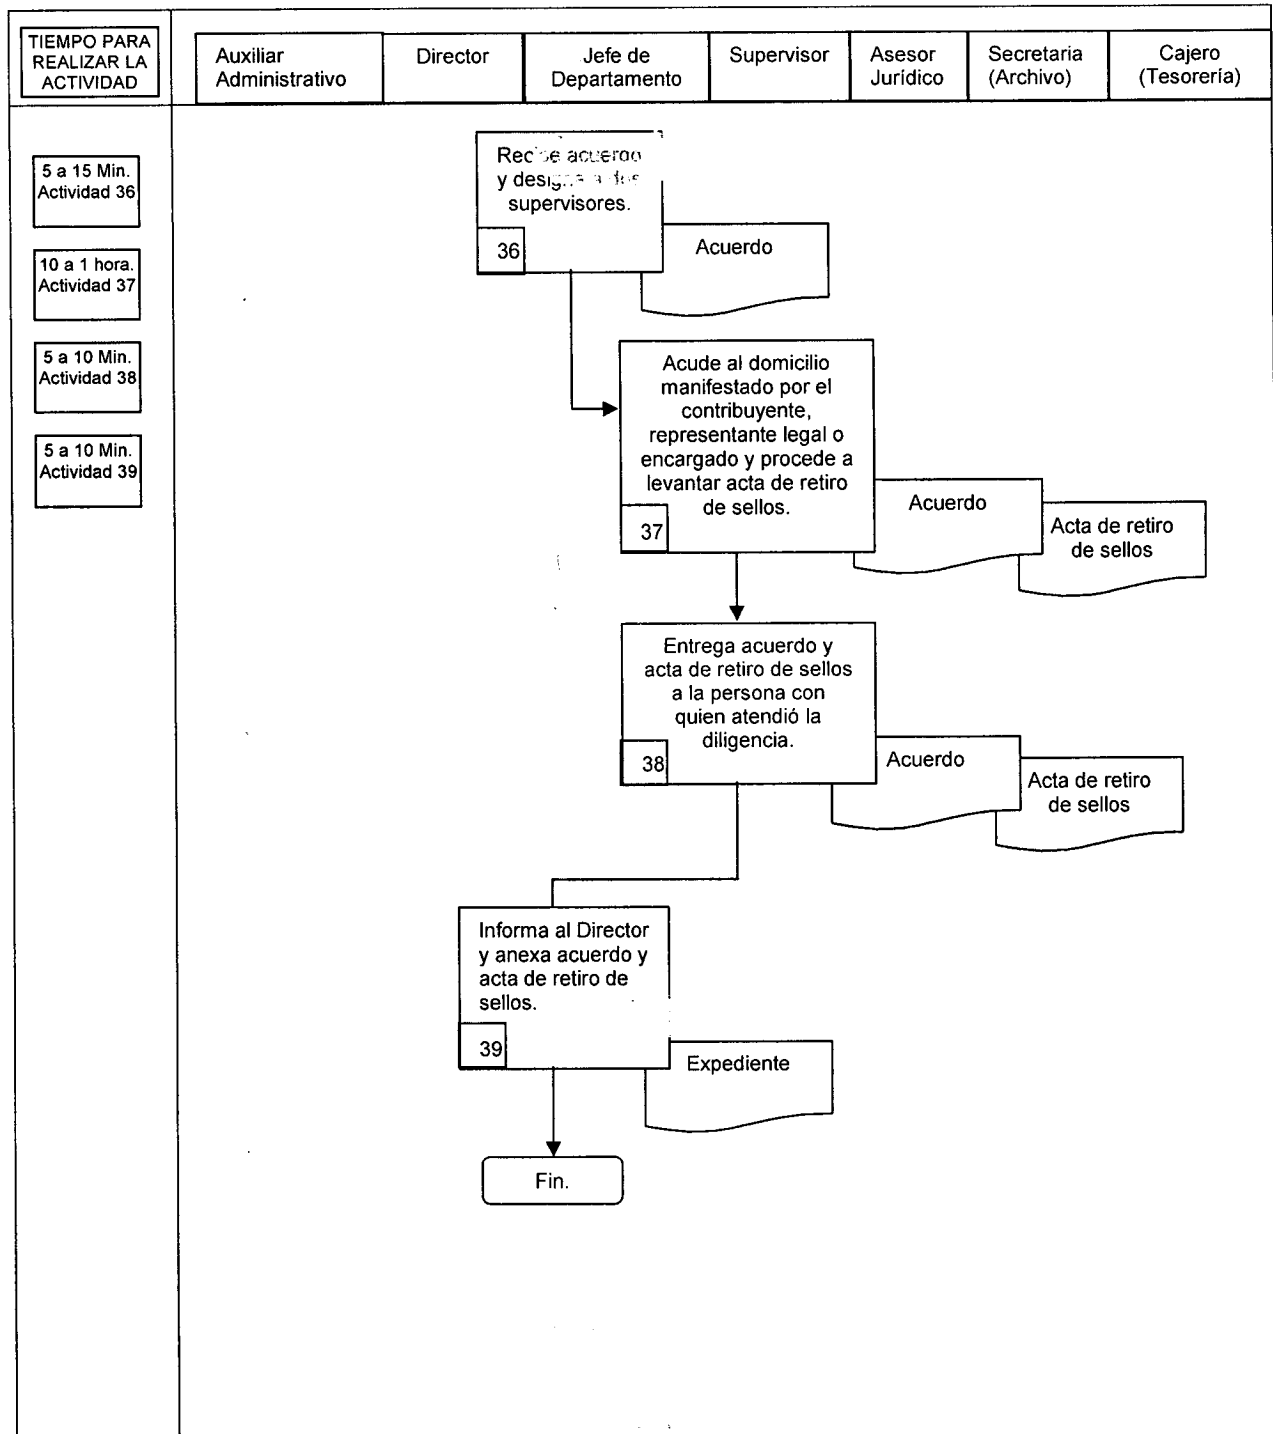 TIEMPO PARA
REALIZAR LA
ACTIVIDAD
Auxiliar
Administrativo
Director
Jefe de
Departamento
Supervisor
Asesor
Jurídico
Secretaria
(Archivo)
Cajero
(Tesorería)
5 a 15 Min.
Actividad 36
10 a 1 hora.
Actividad 37
5 a 10 Min.
Actividad 38
5 a 10 Min.
Actividad 39
Recibe acuerdo
y designa a dos
supervisores.
36
Acuerdo
Acude al domicilio
manifestado por el
contribuyente,
representante legal o
encargado y procede a
levantar acta de retiro
de sellos.
37
Acuerdo
Acta de retiro
de sellos
Entrega acuerdo y
acta de retiro de sellos
a la persona con
quien atendió la
diligencia.
38
Acuerdo
Acta de retiro
de sellos
Informa al Director
y anexa acuerdo y
acta de retiro de
sellos.
39
Expediente
Fin.